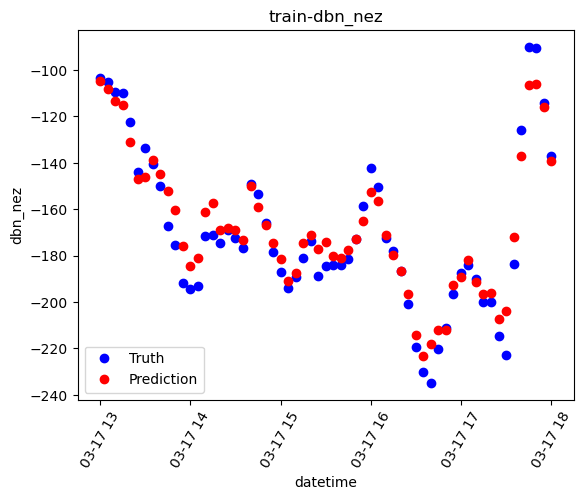 train-dbn_nez
dbn_nez
−100
−120
−140
−160
−180
−200
−220
−240
Truth
Prediction
03-17 13
03-17 14
03-17 15
03-17 16
03-17 17
03-17 18
datetime